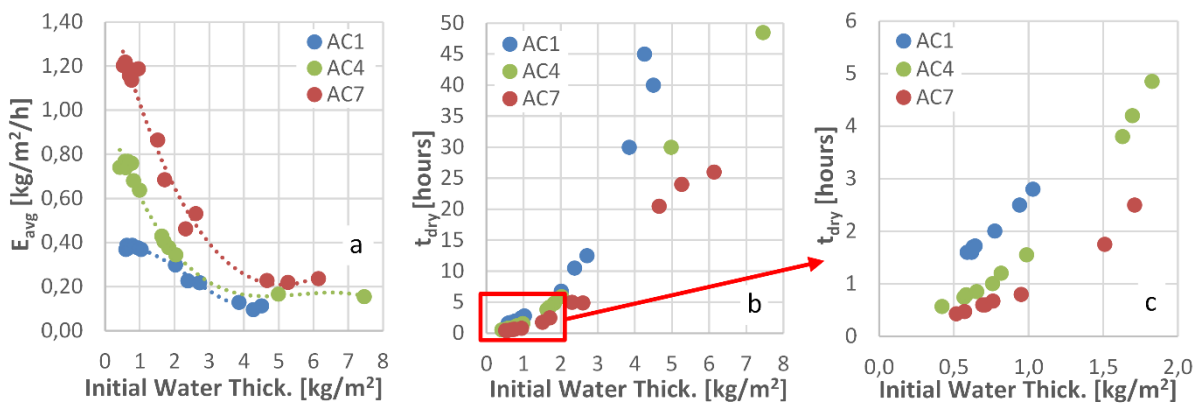 E_avg [kg/m²/h]
1,20
1,00
0,80
0,60
0,40
0,20
0,00
0 1 2 3 4 5 6 7 8
Initial Water Thick. [kg/m²]
AC1
AC4
AC7
a
t_dry [hours]
50
45
40
35
30
25
20
15
10
5
0
0 1 2 3 4 5 6 7 8
Initial Water Thick. [kg/m²]
AC1
AC4
AC7
b
t_dry [hours]
6
5
4
3
2
1
0
0,0 0,5 1,0 1,5 2,0
Initial Water Thick. [kg/m²]
AC1
AC4
AC7
c